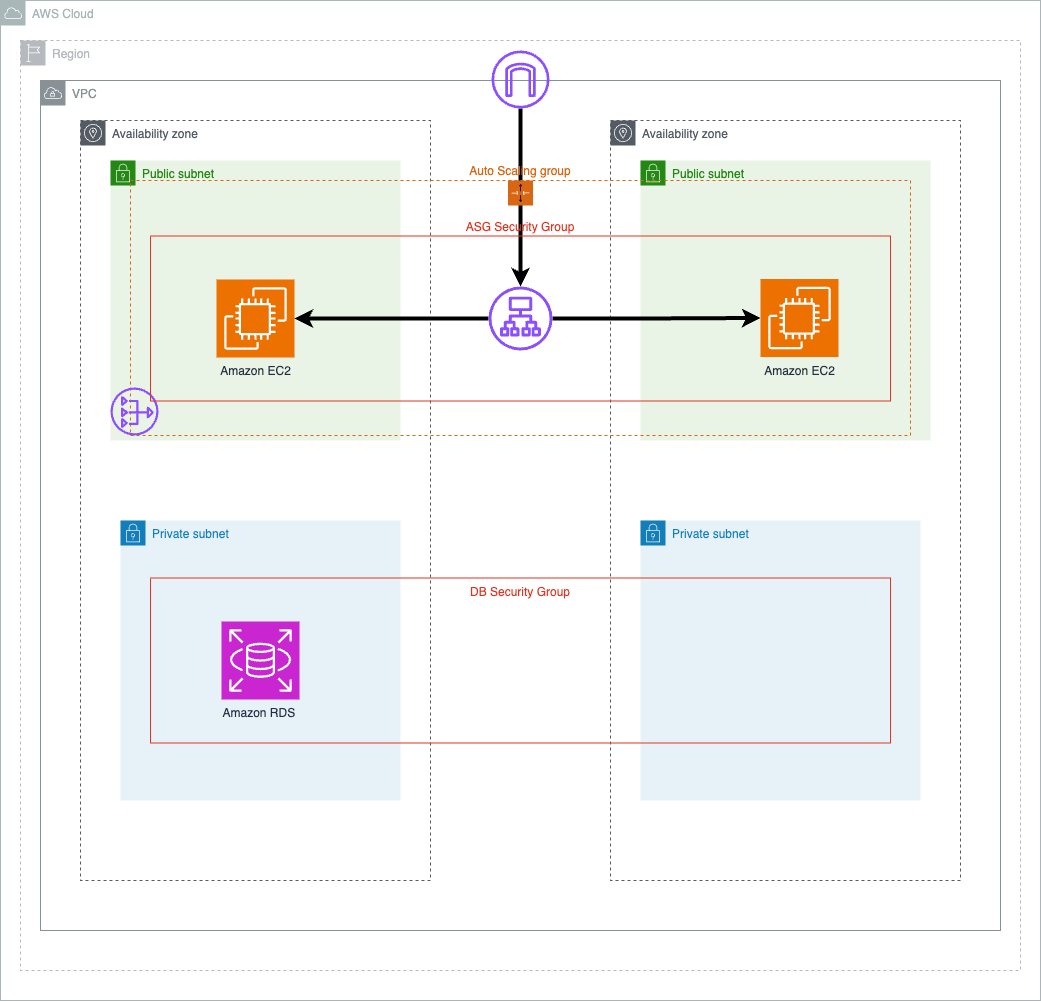 AWS Cloud
Region
VPC
Availability zone
Availability zone
Auto Scaling group
Public subnet
Public subnet
ASG Security Group
Amazon EC2
Amazon EC2
Private subnet
Private subnet
DB Security Group
Amazon RDS